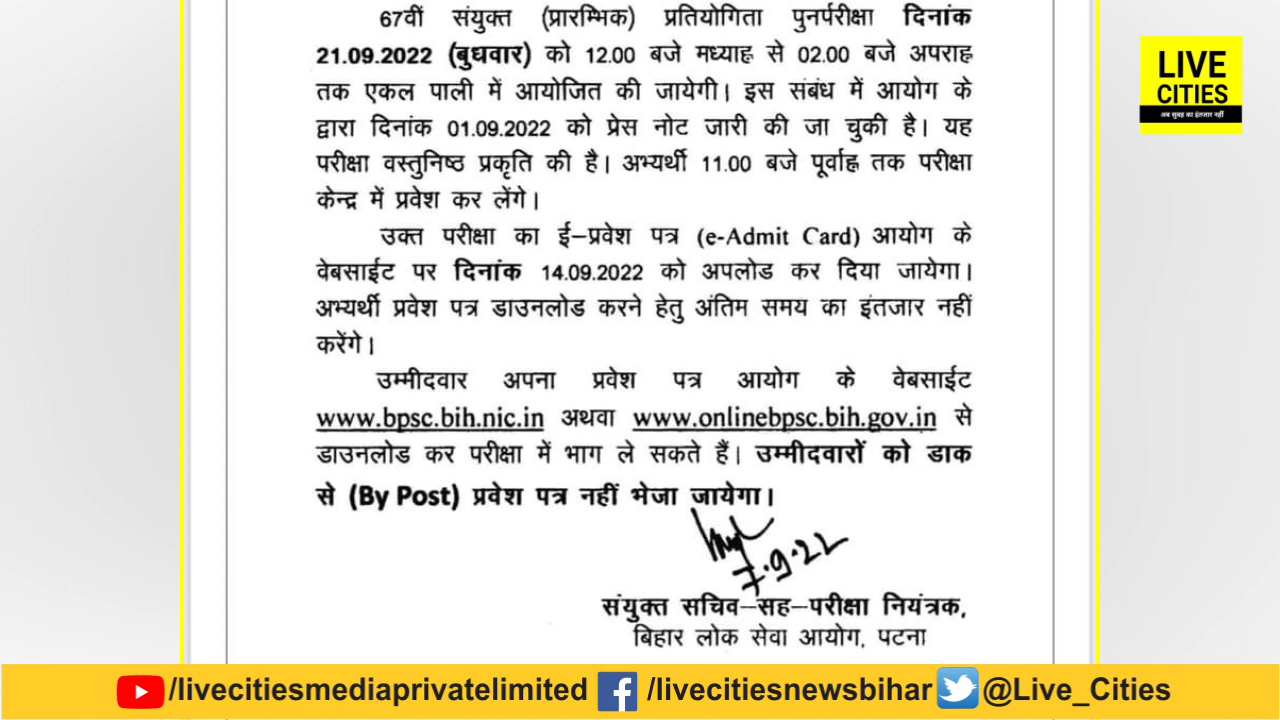 67वीं संयुक्त (प्रारम्भिक) प्रतियोगिता पुनर्परीक्षा दिनांक
21.09.2022 (बुधवार) को 12.00 बजे मध्याह्न से 02.00 बजे अपराह्न
तक एकल पाली में आयोजित की जायेगी। इस संबंध में आयोग के
द्वारा दिनांक 01.09.2022 को प्रेस नोट जारी की जा चुकी है। यह
परीक्षा वस्तुनिष्ठ प्रकृति की है। अभ्यर्थी 11.00 बजे पूर्वाह्न तक परीक्षा
केन्द्र में प्रवेश कर लेंगे।
उक्त परीक्षा का ई–प्रवेश पत्र (e-Admit Card) आयोग के
वेबसाईट पर दिनांक 14.09.2022 को अपलोड कर दिया जायेगा।
अभ्यर्थी प्रवेश पत्र डाउनलोड करने हेतु अंतिम समय का इंतजार नहीं
करेंगे।
उम्मीदवार अपना प्रवेश पत्र आयोग के वेबसाईट
www.bpsc.bih.nic.in अथवा www.onlinebpsc.bih.gov.in से
डाउनलोड कर परीक्षा में भाग ले सकते हैं। उम्मीदवारों को डाक
से (By Post) प्रवेश पत्र नहीं भेजा जायेगा।
7.9.22
संयुक्त सचिव–सह–परीक्षा नियंत्रक,
बिहार लोक सेवा आयोग, पटना
LIVE
CITIES
अब सुबह का इंतजार नहीं
/livecitiesmediaprivatelimited /livecitiesnewsbihar @Live_Cities